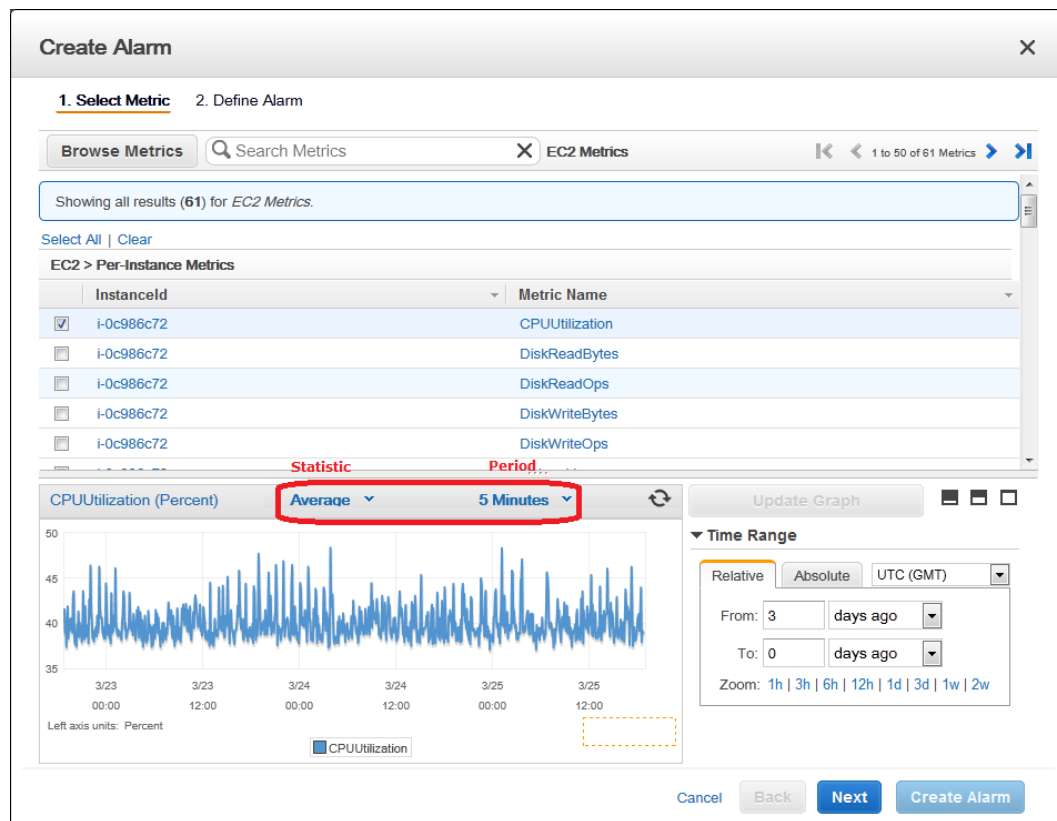 Create Alarm
1. Select Metric 2. Define Alarm
Browse Metrics Search Metrics EC2 Metrics 1 to 50 of 61 Metrics
Showing all results (61) for EC2 Metrics.
Select All | Clear
EC2 > Per-Instance Metrics
InstanceId Metric Name
i-0c986c72 CPUUtilization
i-0c986c72 DiskReadBytes
i-0c986c72 DiskReadOps
i-0c986c72 DiskWriteBytes
i-0c986c72 DiskWriteOps
Statistic Period
CPUUtilization (Percent) Average 5 Minutes Update Graph
50
45
40
35
3/23 3/23 3/24 3/24 3/25 3/25
00:00 12:00 00:00 12:00 00:00 12:00
Left axis units: Percent
CPUUtilization
Time Range
Relative Absolute UTC (GMT)
From: 3 days ago
To: 0 days ago
Zoom: 1h | 3h | 6h | 12h | 1d | 3d | 1w | 2w
Cancel Back Next Create Alarm